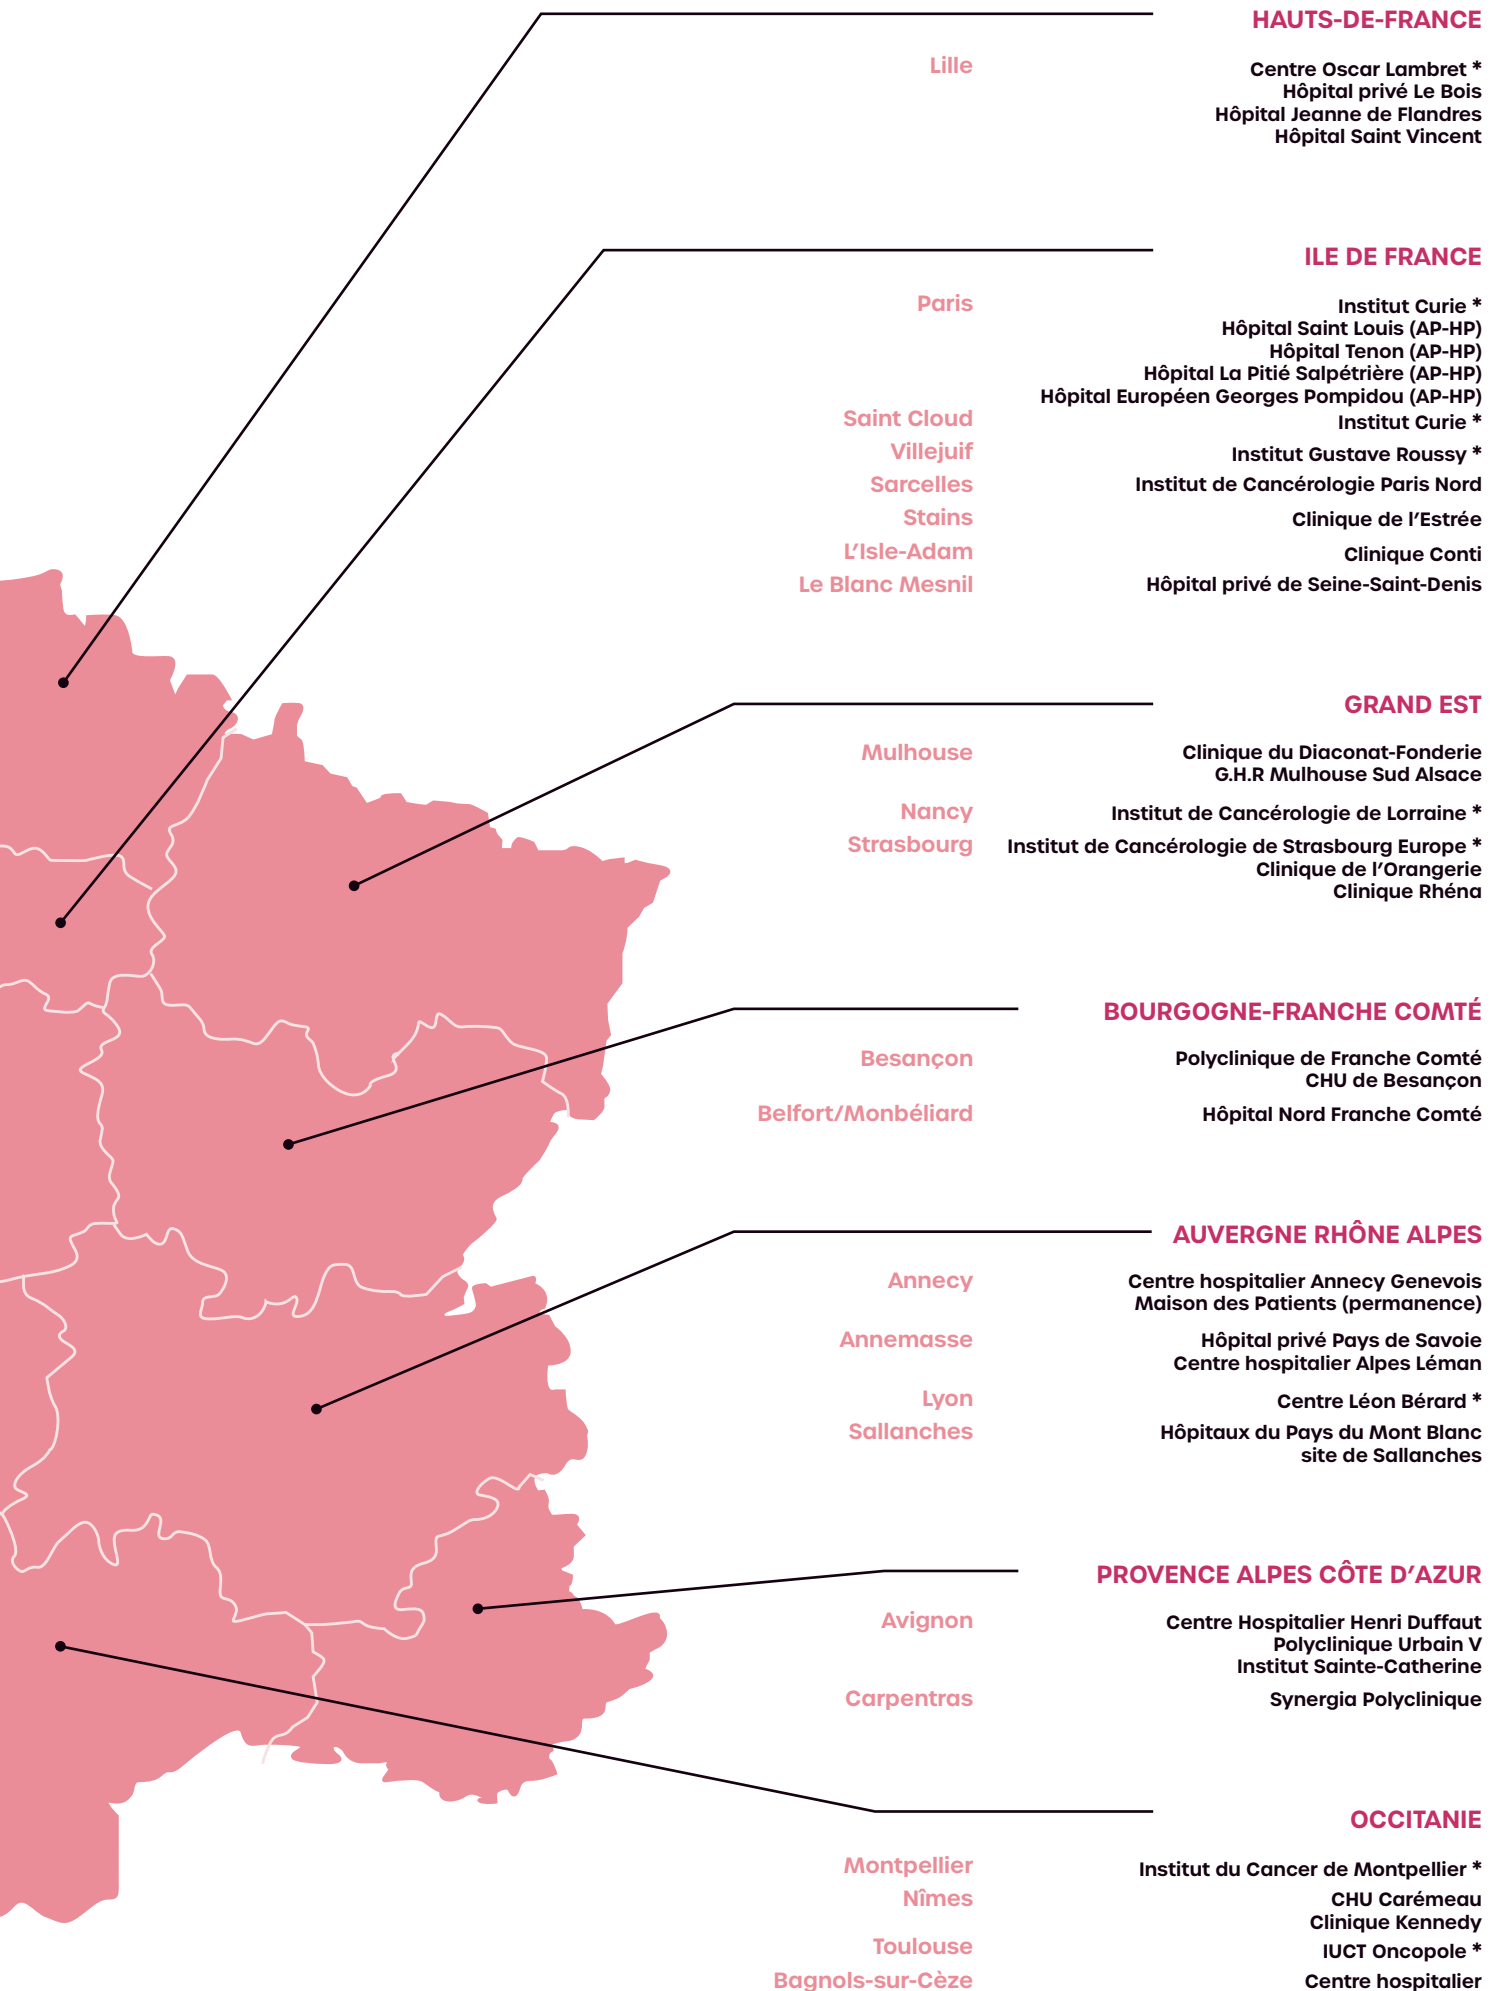 HAUTS-DE-FRANCE
Lille
Centre Oscar Lambret *
Hôpital privé Le Bois
Hôpital Jeanne de Flandres
Hôpital Saint Vincent
ILE DE FRANCE
Paris
Institut Curie *
Hôpital Saint Louis (AP-HP)
Hôpital Tenon (AP-HP)
Hôpital La Pitié Salpétrière (AP-HP)
Hôpital Européen Georges Pompidou (AP-HP)
Saint Cloud
Institut Curie *
Villejuif
Institut Gustave Roussy *
Sarcelles
Institut de Cancérologie Paris Nord
Stains
Clinique de l’Estrée
L’Isle-Adam
Clinique Conti
Le Blanc Mesnil
Hôpital privé de Seine-Saint-Denis
GRAND EST
Mulhouse
Clinique du Diaconat-Fonderie
G.H.R Mulhouse Sud Alsace
Nancy
Institut de Cancérologie de Lorraine *
Strasbourg
Institut de Cancérologie de Strasbourg Europe *
Clinique de l’Orangerie
Clinique Rhéna
BOURGOGNE-FRANCHE COMTÉ
Besançon
Polyclinique de Franche Comté
CHU de Besançon
Belfort/Monbéliard
Hôpital Nord Franche Comté
AUVERGNE RHÔNE ALPES
Annecy
Centre hospitalier Annecy Genevois
Maison des Patients (permanence)
Annemasse
Hôpital privé Pays de Savoie
Centre hospitalier Alpes Léman
Lyon
Centre Léon Bérard *
Sallanches
Hôpitaux du Pays du Mont Blanc
site de Sallanches
PROVENCE ALPES CÔTE D’AZUR
Avignon
Centre Hospitalier Henri Duffaut
Polyclinique Urbain V
Institut Sainte-Catherine
Carpentras
Synergia Polyclinique
OCCITANIE
Montpellier
Institut du Cancer de Montpellier *
Nîmes
CHU Carémeau
Clinique Kennedy
Toulouse
IUCT Oncopole *
Bagnols-sur-Cèze
Centre hospitalier